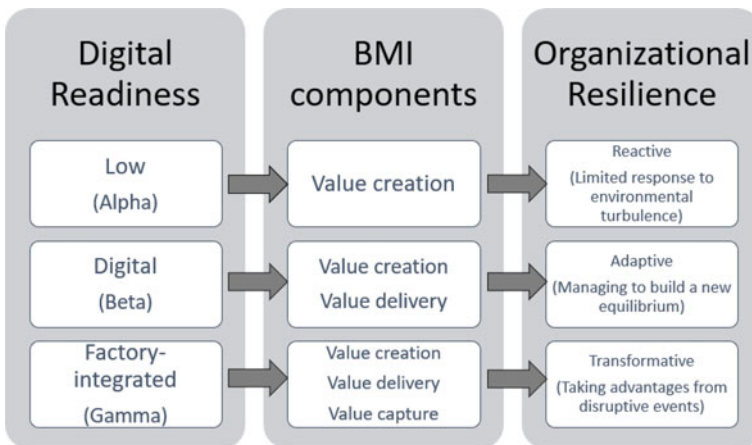 Digital
Readiness
BMI
components
Organizational
Resilience
Low
(Alpha)
Value creation
Reactive
(Limited response to
environmental
turbulence)
Digital
(Beta)
Value creation
Value delivery
Adaptive
(Managing to build a new
equilibrium)
Factory-
integrated
(Gamma)
Value creation
Value delivery
Value capture
Transformative
(Taking advantages from
disruptive events)